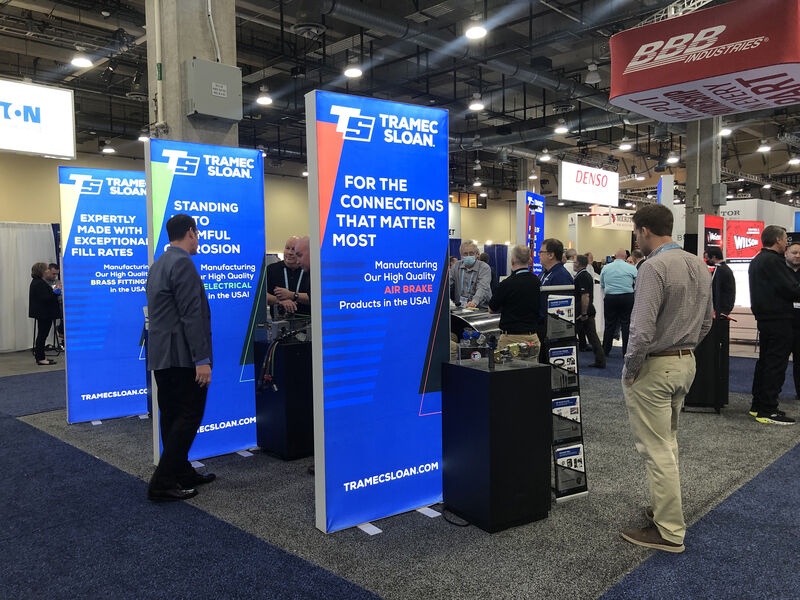 EATON
TS TRAMEC
SLOAN
EXPERTLY
MADE WITH
EXCEPTIONAL
FILL RATES
Manufacturing
Our High Quality
BRASS FITTINGS
in the USA!
TRAMECSLOAN.COM
TS TRAMEC
SLOAN.
STANDING
CORROSION
Manufacturing
Our High Quality
ELECTRICAL
in the USA!
TRAMECSLOAN.COM
TS TRAMEC
SLOAN.
FOR THE
CONNECTIONS
THAT MATTER
MOST
Manufacturing
Our High Quality
AIR BRAKE
Products in the USA!
TRAMECSLOAN.COM
BBB
INDUSTRIES®
DENSO
WILSON